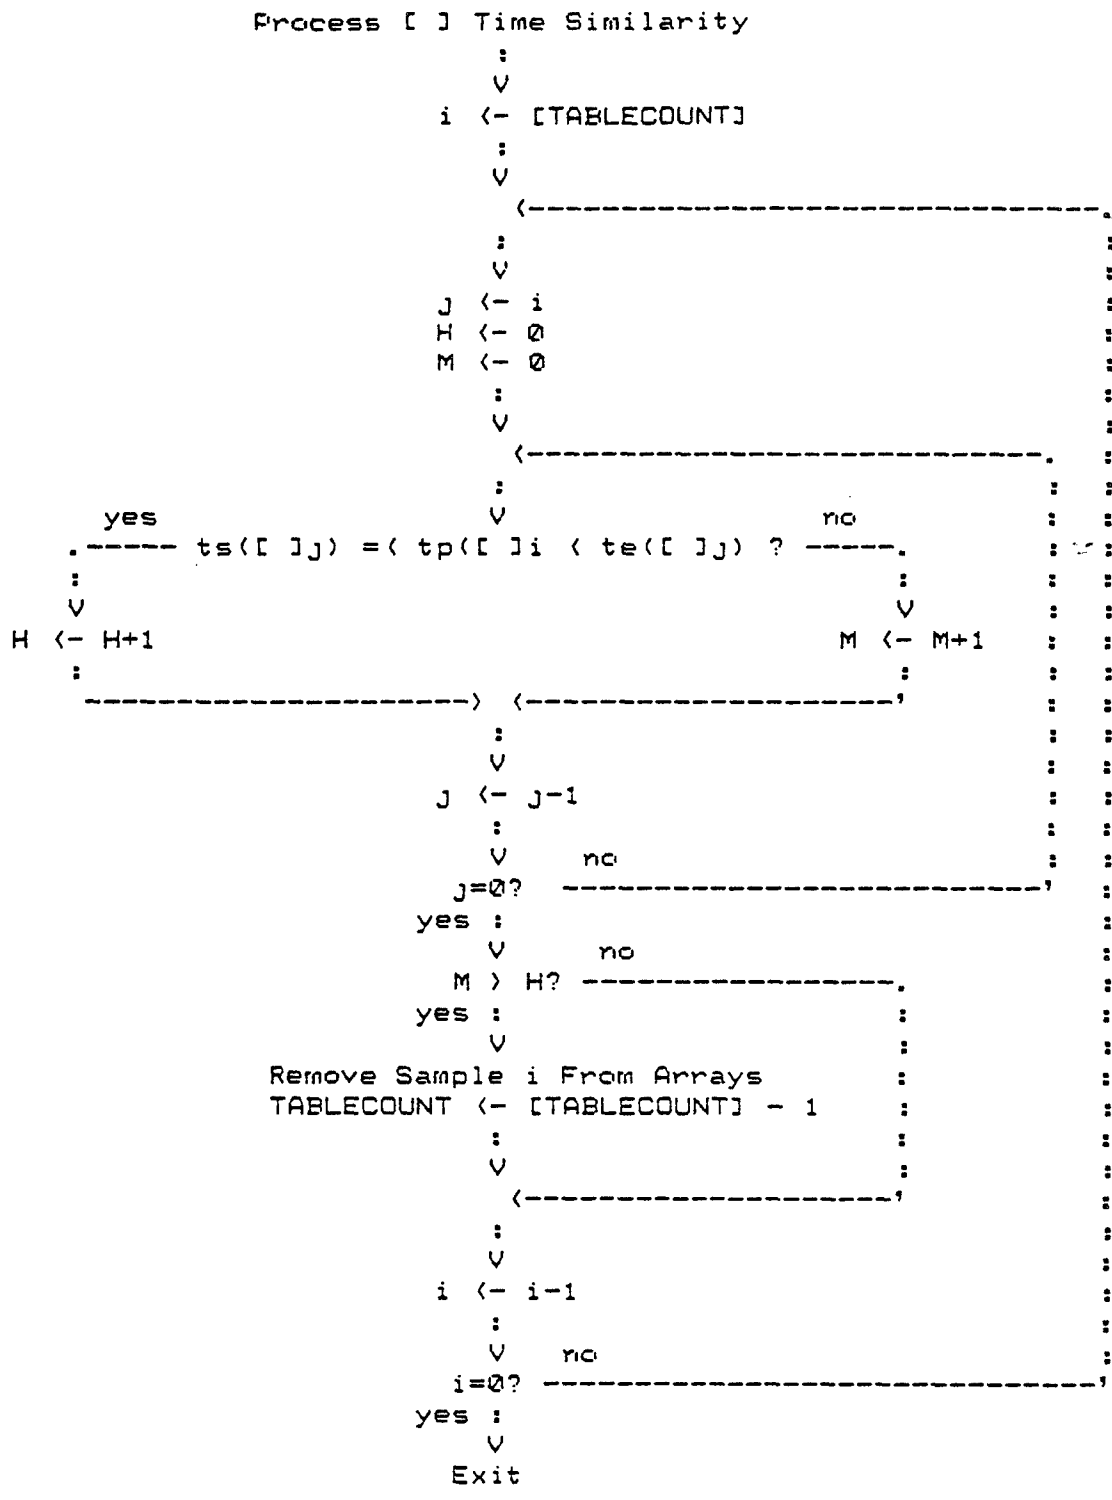 Process [ ] Time Similarity
:
V
i <- [TABLECOUNT]
:
V
<---------------------------------------.
:
V
j <- i
H <- 0
M <- 0
:
V
<-----------------------------------.
:
yes V no
.----- ts([ ]j) =< tp([ ]i < te([ ]j) ? -----.
: :
V V
H <- H+1 M <- M+1
: :
--------------------------> <-------------------------'
:
V
j <- j-1
:
V no
j=0? ---------------------------------'
yes :
V no
M > H? ---------------------.
yes :
V
Remove Sample i From Arrays
TABLECOUNT <- [TABLECOUNT] - 1
:
V
<-------------------------'
:
V
i <- i-1
:
V no
i=0? --------------------------------------'
yes :
V
Exit